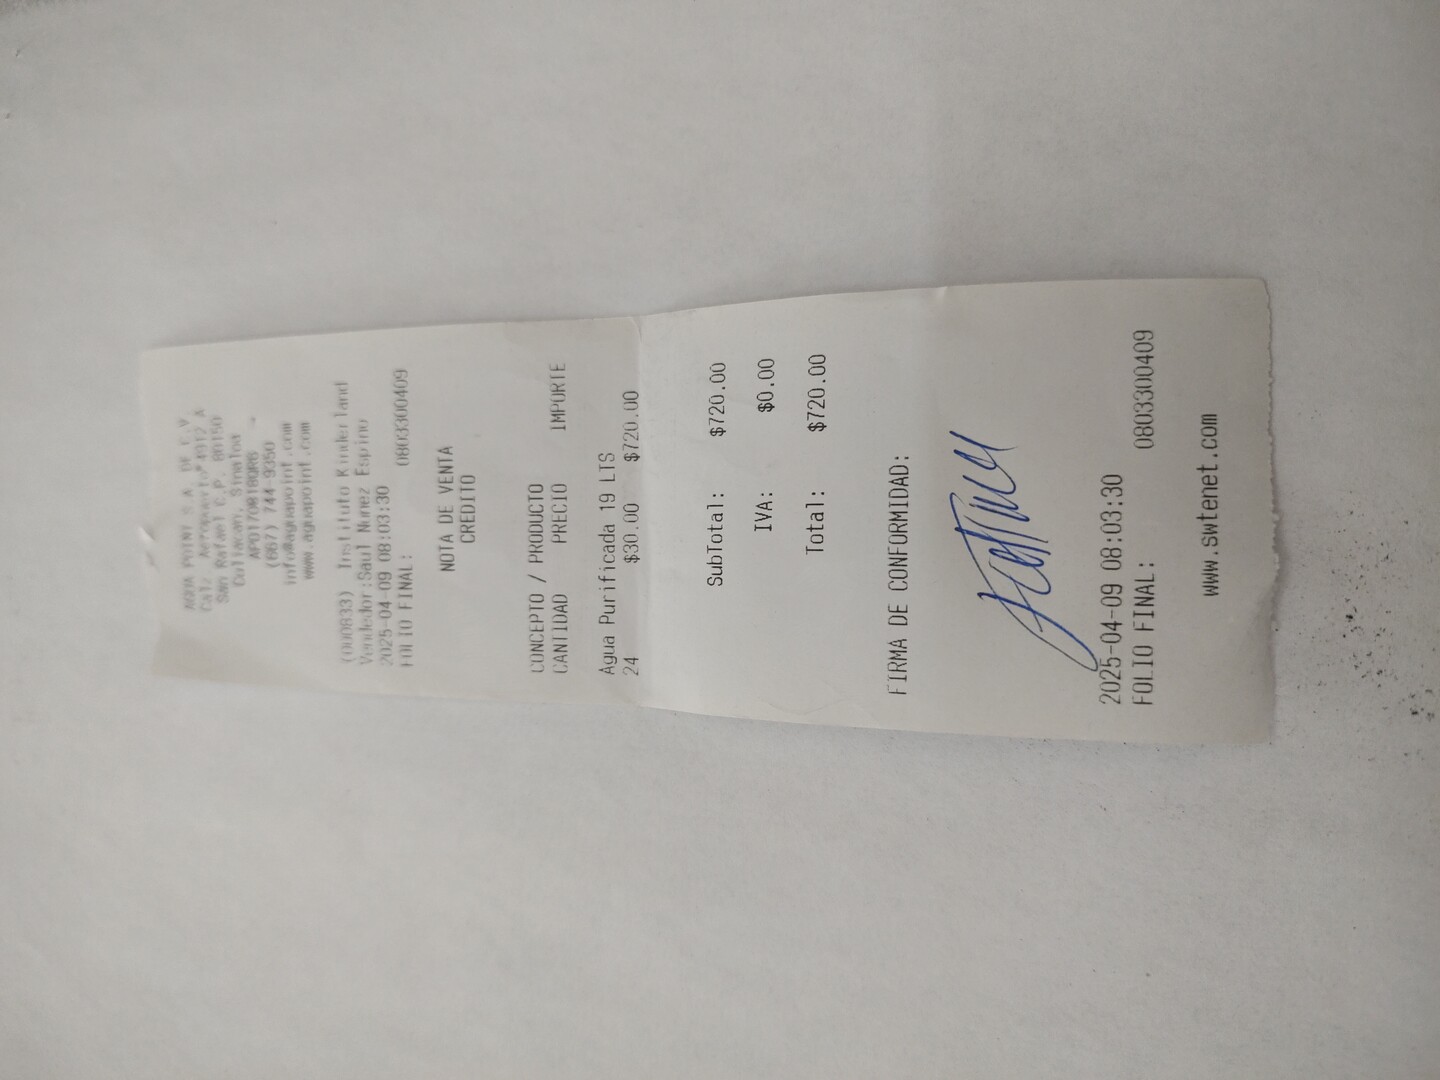 AQUA POINT S A DE C V
Calz Aeropuerto# 4912 A
San Rafael C.P. 80150
Culiacan, Sinaloa
(667) 744-9350
info@aguapoint.com
www.aguapoint.com
(000833) Instituto Kinderland
Vendedor:Saul Nunez Espino
2025-04-09 08:03:30
FOLIO FINAL: 0803300409
NOTA DE VENTA
CREDITO
CONCEPTO / PRODUCTO
CANTIDAD PRECIO IMPORTE
Agua Purificada 19 LTS
24 $30.00 $720.00
SubTotal: $720.00
IVA: $0.00
Total: $720.00
FIRMA DE CONFORMIDAD:
2025-04-09 08:03:30
FOLIO FINAL: 0803300409
www.swtenet.com